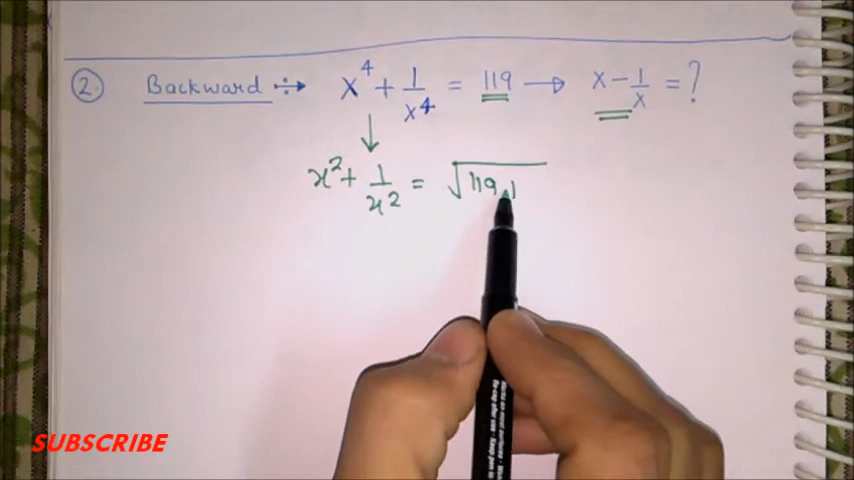 2. Backward ÷→ x⁴ + 1/x⁴ = 119 → x - 1/x = ?
↓
x² + 1/x² = √119
SUBSCRIBE